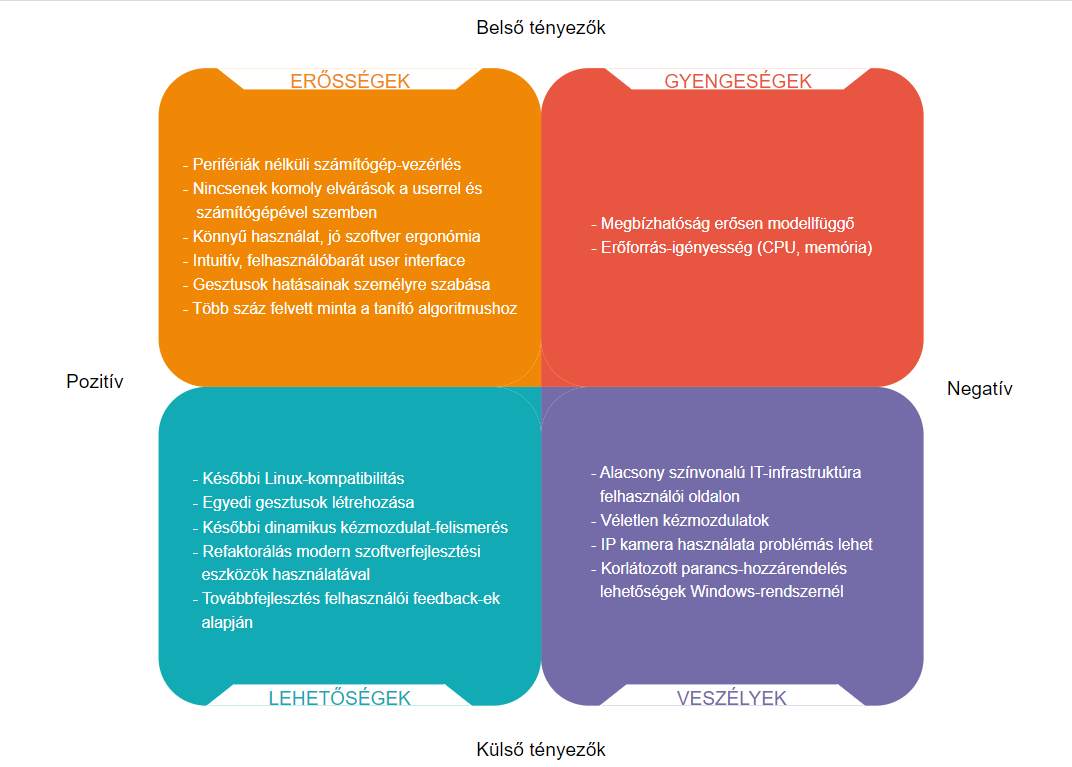 Belső tényezők
ERŐSSÉGEK
- Perifériák nélküli számítógép-vezérlés
- Nincsenek komoly elvárások a userrel és
számítógépével szemben
- Könnyű használat, jó szoftver ergonómia
- Intuitív, felhasználóbarát user interface
- Gesztusok hatásainak személyre szabása
- Több száz felvett minta a tanító algoritmushoz
GYENGESÉGEK
- Megbízhatóság erősen modellfüggő
- Erőforrás-igényesség (CPU, memória)
Pozitív
Negatív
- Későbbi Linux-kompatibilitás
- Egyedi gesztusok létrehozása
- Későbbi dinamikus kézmozdulat-felismerés
- Refaktorálás modern szoftverfejlesztési
eszközök használatával
- Továbbfejlesztés felhasználói feedback-ek
alapján
LEHETŐSÉGEK
- Alacsony színvonalú IT-infrastruktúra
felhasználói oldalon
- Véletlen kézmozdulatok
- IP kamera használata problémás lehet
- Korlátozott parancs-hozzárendelés
lehetőségek Windows-rendszernél
VESZÉLYEK
Külső tényezők